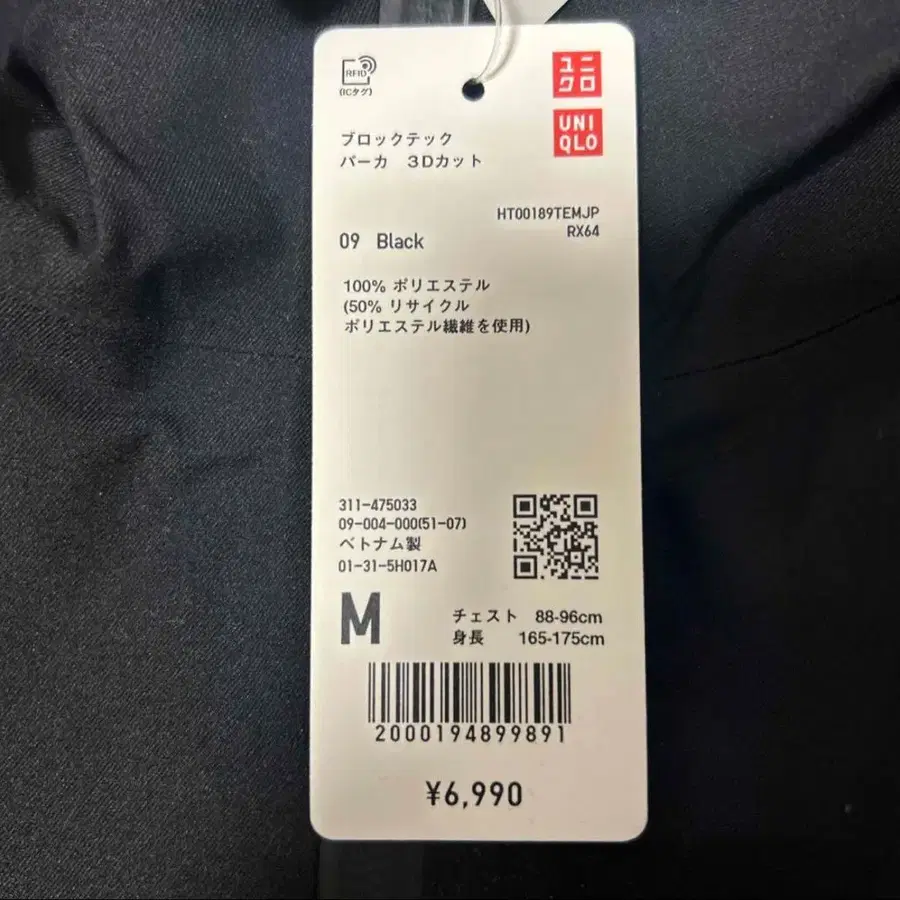 RFID
(ICタグ)
ユニ
クロ
UNI
QLO
ブロックテック
パーカ 3Dカット
HT00189TEMJP
RX64
09 Black
100% ポリエステル
(50% リサイクル
ポリエステル繊維を使用)
311-475033
09-004-000(51-07)
ベトナム製
01-31-5H017A
M
チェスト 88-96cm
身長 165-175cm
2000194899891
¥6,990